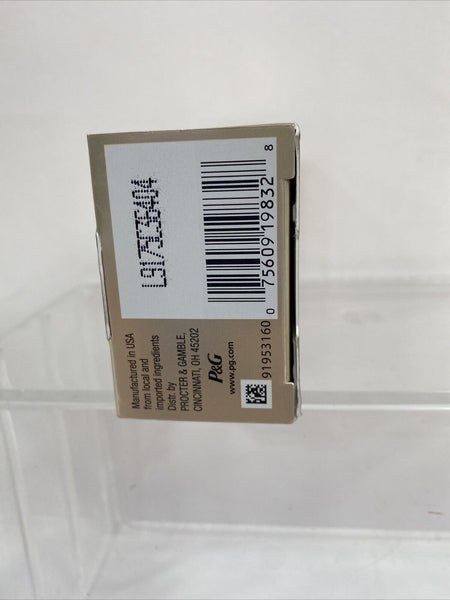 L9175C36404
0 75609 19832 8
Manufactured in USA
from local and
imported ingredients
Distr. by
PROCTER & GAMBLE,
CINCINNATI, OH 45202
P&G
www.pg.com
91953160